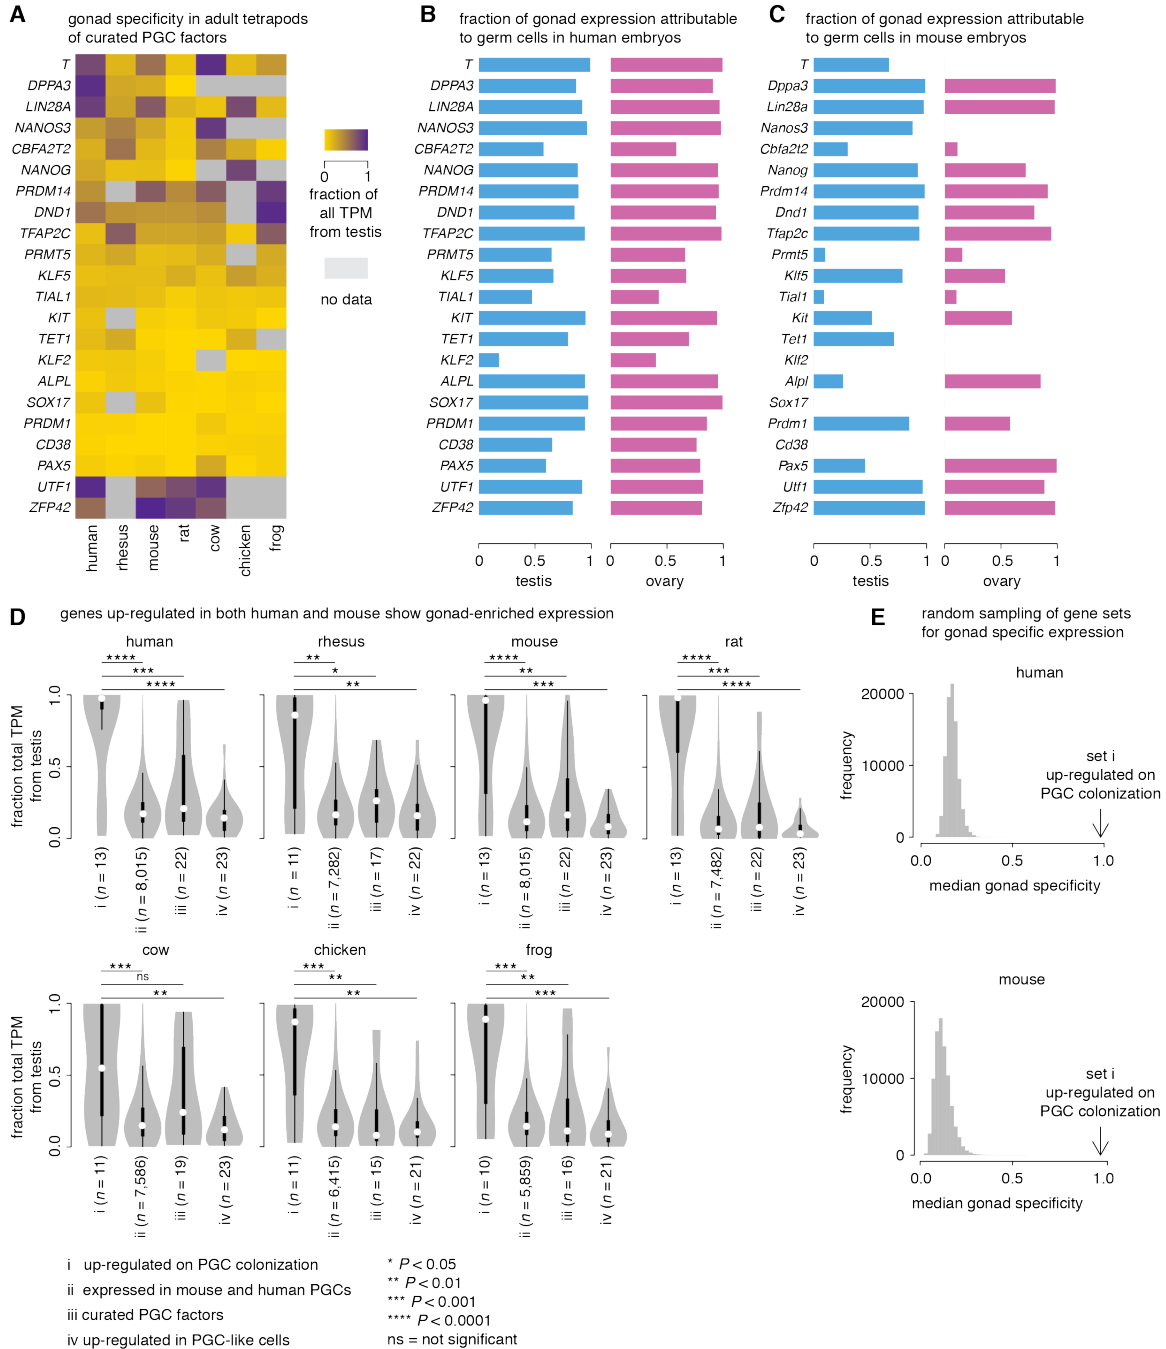 A
gonad specificity in adult tetrapods
of curated PGC factors
T
DPPA3
LIN28A
NANOS3
CBFA2T2
NANOG
PRDM14
DND1
TFAP2C
PRMT5
KLF5
TIAL1
KIT
TET1
KLF2
ALPL
SOX17
PRDM1
CD38
PAX5
UTF1
ZFP42
human
rhesus
mouse
rat
cow
chicken
frog
0 1
fraction of
all TPM
from testis
no data
B
fraction of gonad expression attributable
to germ cells in human embryos
T
DPPA3
LIN28A
NANOS3
CBFA2T2
NANOG
PRDM14
DND1
TFAP2C
PRMT5
KLF5
TIAL1
KIT
TET1
KLF2
ALPL
SOX17
PRDM1
CD38
PAX5
UTF1
ZFP42
0 0.5 1
testis
0 0.5 1
ovary
C
fraction of gonad expression attributable
to germ cells in mouse embryos
T
Dppa3
Lin28a
Nanos3
Cbfa2t2
Nanog
Prdm14
Dnd1
Tfap2c
Prmt5
Klf5
Tial1
Kit
Tet1
Klf2
Alpl
Sox17
Prdm1
Cd38
Pax5
Utf1
Zfp42
0 0.5 1
testis
0 0.5 1
ovary
D
genes up-regulated in both human and mouse show gonad-enriched expression
fraction total TPM
from testis
1.0
0.5
0.0
human
****
***
****
i (n = 13)
ii (n = 8,015)
iii (n = 22)
iv (n = 23)
rhesus
**
*
**
i (n = 11)
ii (n = 7,282)
iii (n = 17)
iv (n = 22)
mouse
****
**
***
i (n = 13)
ii (n = 8,015)
iii (n = 22)
iv (n = 23)
rat
****
***
****
i (n = 13)
ii (n = 7,482)
iii (n = 22)
iv (n = 23)
fraction total TPM
from testis
1.0
0.5
0.0
cow
***
ns
**
i (n = 11)
ii (n = 7,586)
iii (n = 19)
iv (n = 23)
chicken
***
**
**
i (n = 11)
ii (n = 6,415)
iii (n = 15)
iv (n = 21)
frog
***
**
***
i (n = 10)
ii (n = 5,859)
iii (n = 16)
iv (n = 21)
i up-regulated on PGC colonization
ii expressed in mouse and human PGCs
iii curated PGC factors
iv up-regulated in PGC-like cells
* P < 0.05
** P < 0.01
*** P < 0.001
**** P < 0.0001
ns = not significant
E
random sampling of gene sets
for gonad specific expression
human
frequency
20000
10000
0
set i
up-regulated on
PGC colonization
0.0 0.5 1.0
median gonad specificity
mouse
frequency
20000
10000
0
set i
up-regulated on
PGC colonization
0.0 0.5 1.0
median gonad specificity